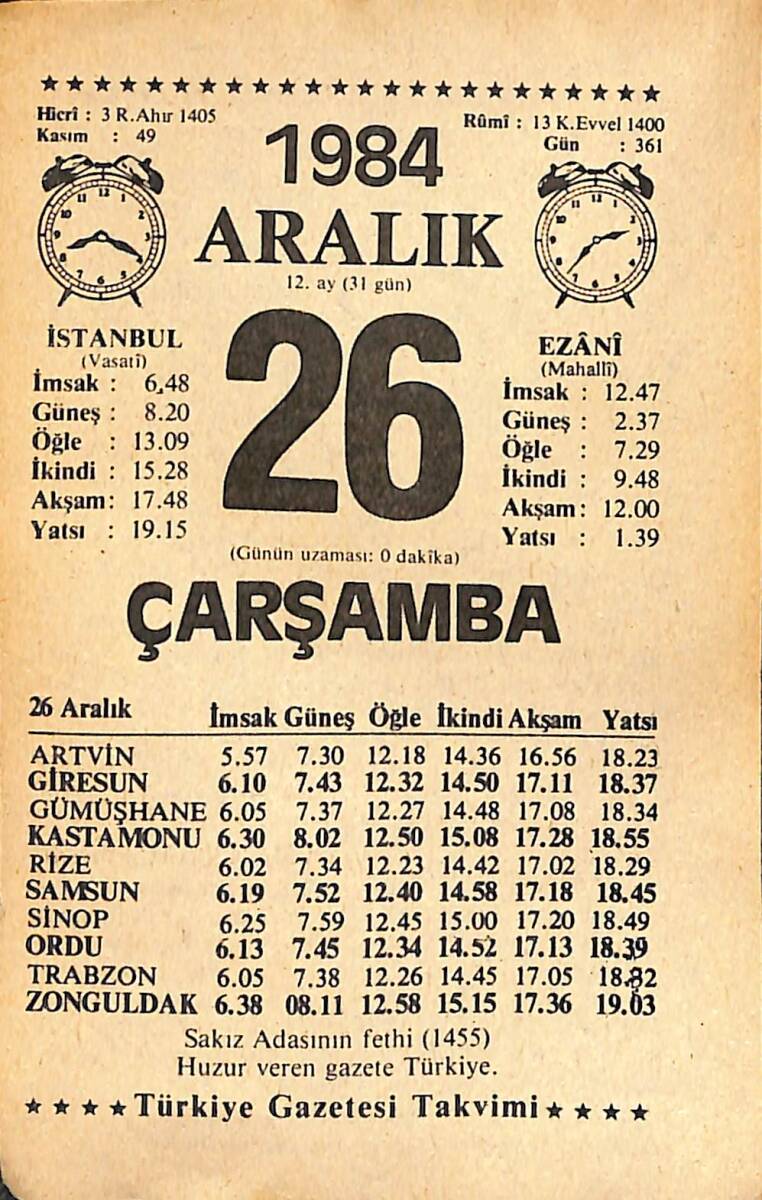 ★★★★★★★★★★★★★★★★★★★★★★★★
Hicrî : 3 R.Ahır 1405
Kasım : 49
Rûmî : 13 K.Evvel 1400
Gün : 361
1984
ARALIK
12. ay (31 gün)
26
(Günün uzaması: 0 dakîka)
ÇARŞAMBA
İSTANBUL
(Vasatî)
İmsak : 6.48
Güneş : 8.20
Öğle : 13.09
İkindi : 15.28
Akşam: 17.48
Yatsı : 19.15
EZÂNÎ
(Mahallî)
İmsak : 12.47
Güneş : 2.37
Öğle : 7.29
İkindi : 9.48
Akşam: 12.00
Yatsı : 1.39
26 Aralık İmsak Güneş Öğle İkindi Akşam Yatsı
ARTVİN 5.57 7.30 12.18 14.36 16.56 18.23
GİRESUN 6.10 7.43 12.32 14.50 17.11 18.37
GÜMÜŞHANE 6.05 7.37 12.27 14.48 17.08 18.34
KASTAMONU 6.30 8.02 12.50 15.08 17.28 18.55
RİZE 6.02 7.34 12.23 14.42 17.02 18.29
SAMSUN 6.19 7.52 12.40 14.58 17.18 18.45
SİNOP 6.25 7.59 12.45 15.00 17.20 18.49
ORDU 6.13 7.45 12.34 14.52 17.13 18.39
TRABZON 6.05 7.38 12.26 14.45 17.05
ZONGULDAK 6.38 08.11 12.58 15.15 17.36 19.03
Sakız Adasının fethi (1455)
Huzur veren gazete Türkiye.
★★★★Türkiye Gazetesi Takvimi★★★★